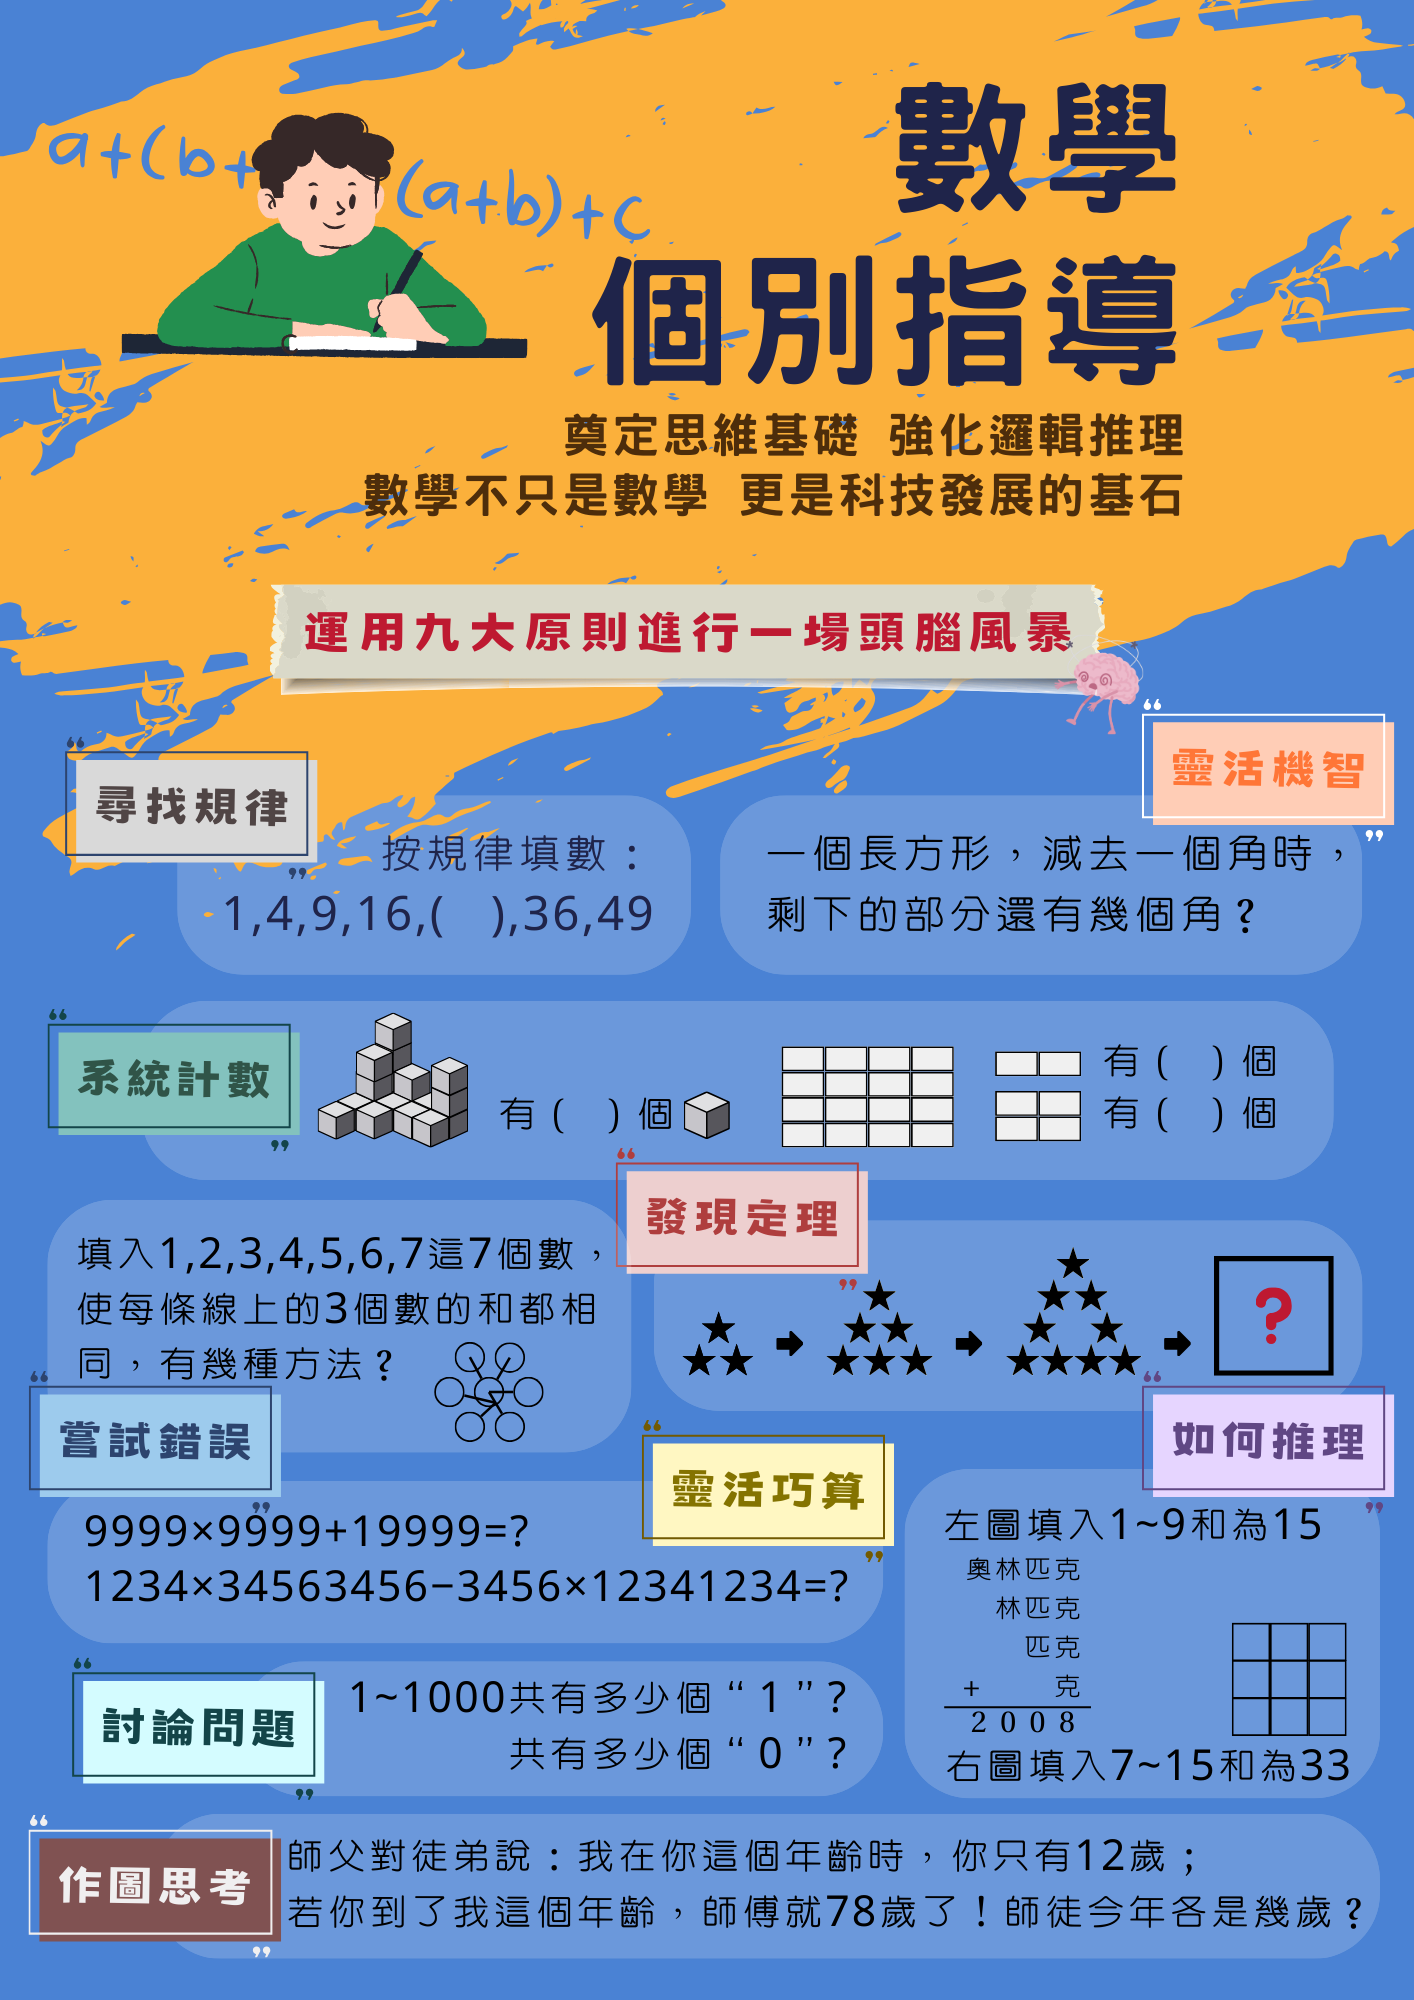 a+(b+
(a+b)+c
數學
個別指導
奠定思維基礎 強化邏輯推理
數學不只是數學 更是科技發展的基石
運用九大原則進行一場頭腦風暴
尋找規律
按規律填數：
1,4,9,16,( ),36,49
靈活機智
一個長方形，減去一個角時，
剩下的部分還有幾個角？
系統計數
有 ( ) 個
有 ( ) 個
有 ( ) 個
填入1,2,3,4,5,6,7這7個數，
使每條線上的3個數的和都相
同，有幾種方法？
嘗試錯誤
發現定理
?
靈活巧算
9999×9999+19999=?
1234×34563456−3456×12341234=?
如何推理
左圖填入1~9和為15
奧林匹克
林匹克
匹克
+ 克
2008
右圖填入7~15和為33
討論問題
1~1000共有多少個“1”?
共有多少個“0”?
作圖思考
師父對徒弟說：我在你這個年齡時，你只有12歲；
若你到了我這個年齡，師傅就78歲了！師徒今年各是幾歲？